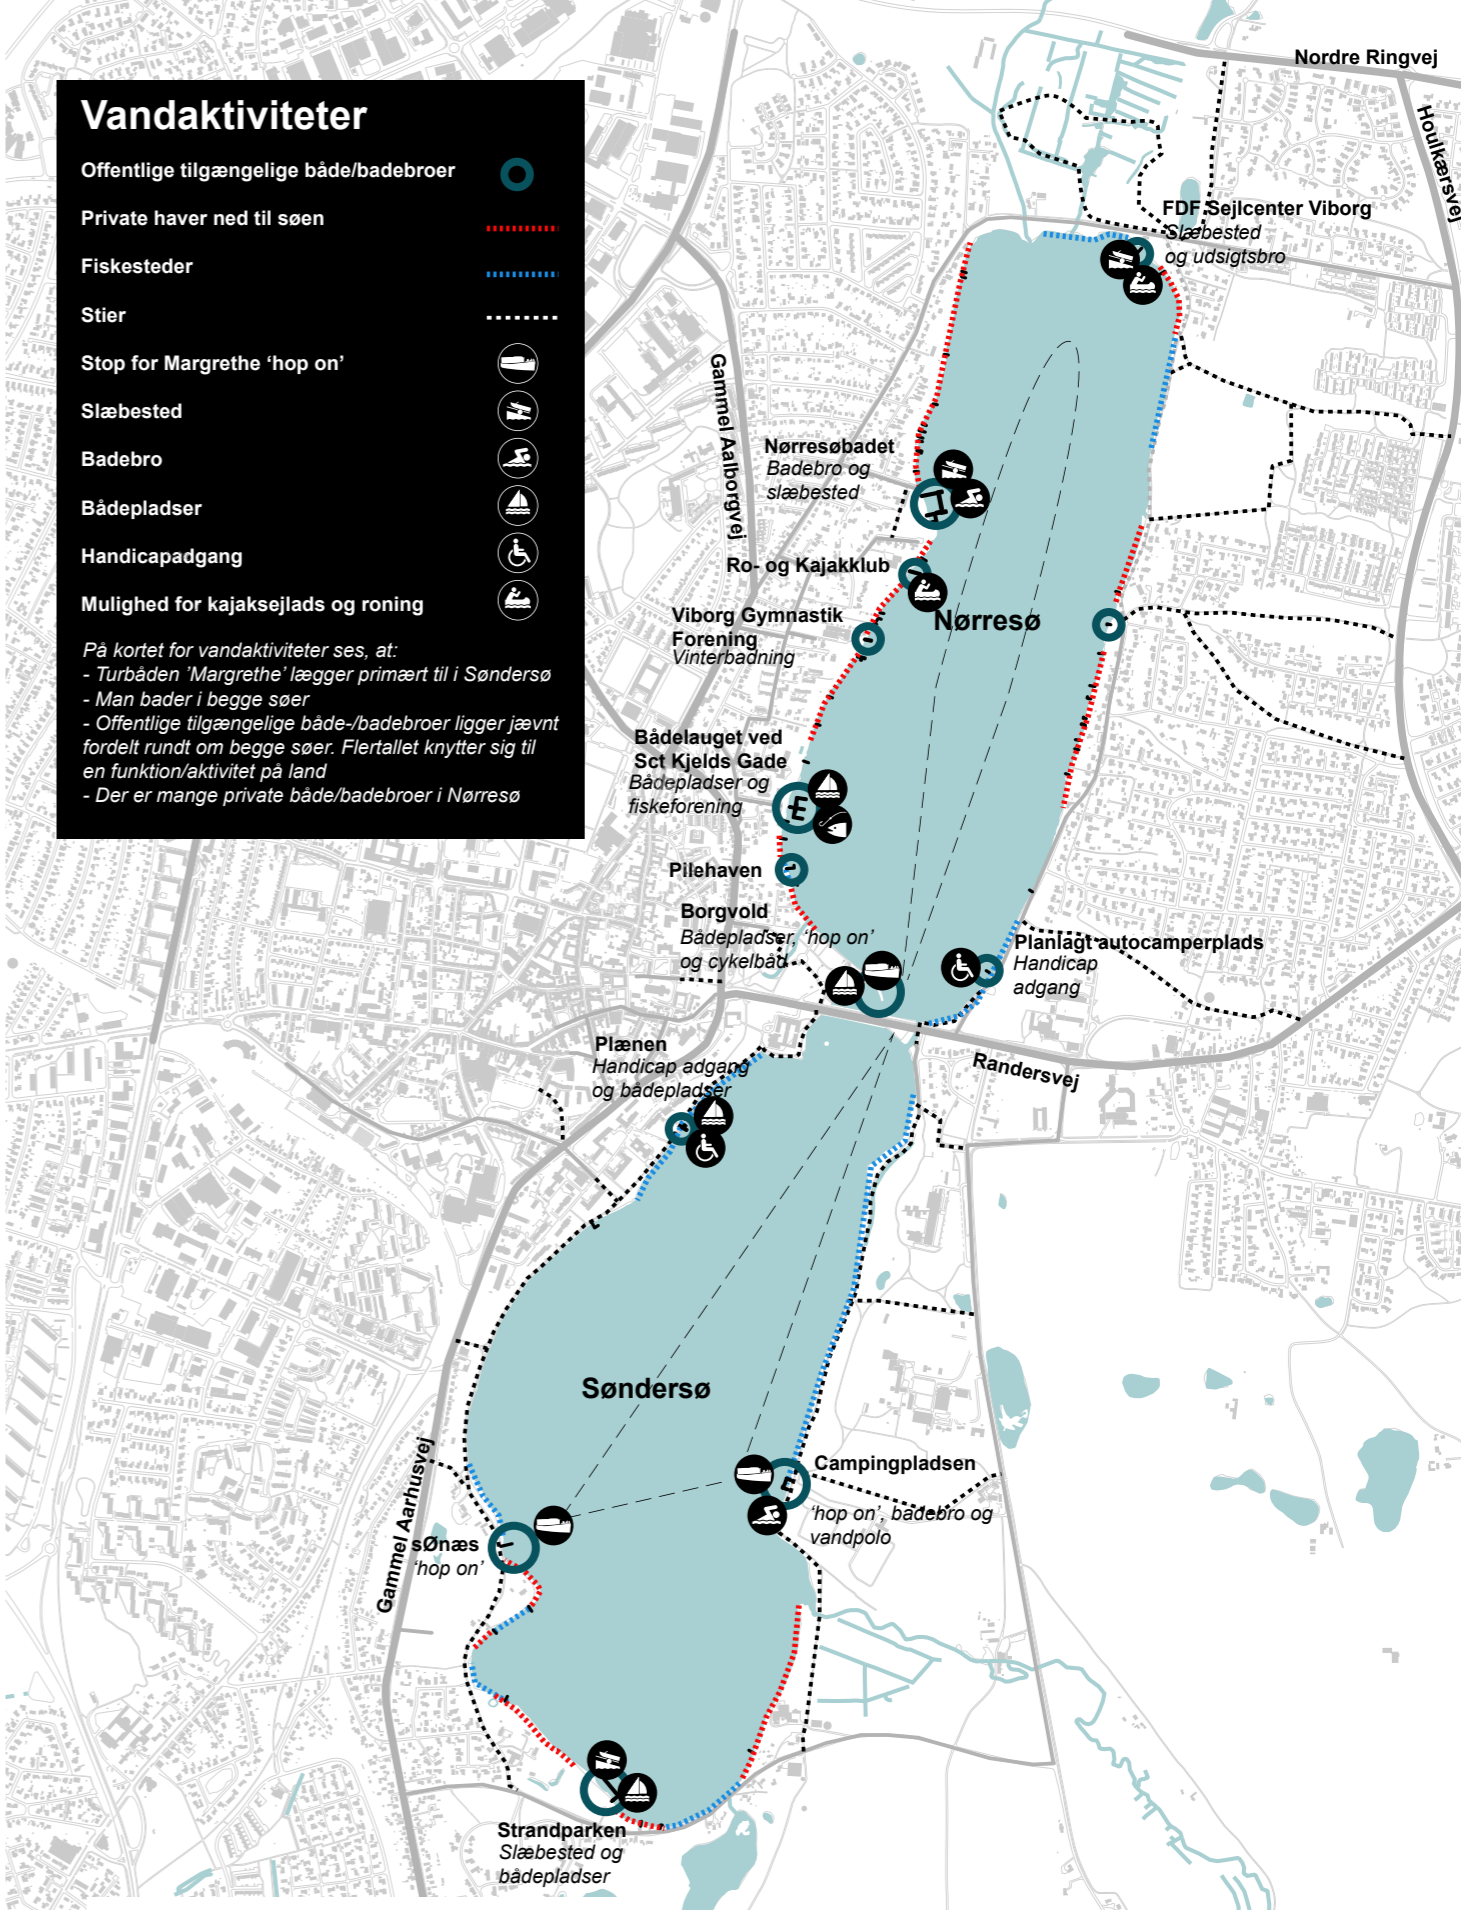 Vandaktiviteter
Offentlige tilgængelige både/badebroer
Private haver ned til søen
Fiskesteder
Stier
Stop for Margrethe ‘hop on’
Slæbested
Badebro
Bådepladser
Handicapadgang
Mulighed for kajaksejlads og roning
På kortet for vandaktiviteter ses, at:
- Turbåden ’Margrethe’ lægger primært til i Søndersø
- Man bader i begge søer
- Offentlige tilgængelige både-/badebroer ligger jævnt
fordelt rundt om begge søer. Flertallet knytter sig til
en funktion/aktivitet på land
- Der er mange private både/badebroer i Nørresø
Nordre Ringvej
Houlkærsvej
FDF Sejlcenter Viborg
Slæbested
og udsigtsbro
Gammel Aalborgvej
Nørresøbadet
Badebro og
slæbested
Ro- og Kajakklub
Viborg Gymnastik
Forening
Vinterbadning
Nørresø
Bådelauget ved
Sct Kjelds Gade
Bådepladser og
fiskeforening
Pilehaven
Borgvold
Bådepladser, ‘hop on’
og cykelbåd
Planlagt autocamperplads
Handicap
adgang
Plænen
Handicap adgang
og bådepladser
Randersvej
Søndersø
Gammel Aarhusvej
Campingpladsen
‘hop on’, badebro og
vandpolo
sØnæs
‘hop on’
Strandparken
Slæbested og
bådepladser